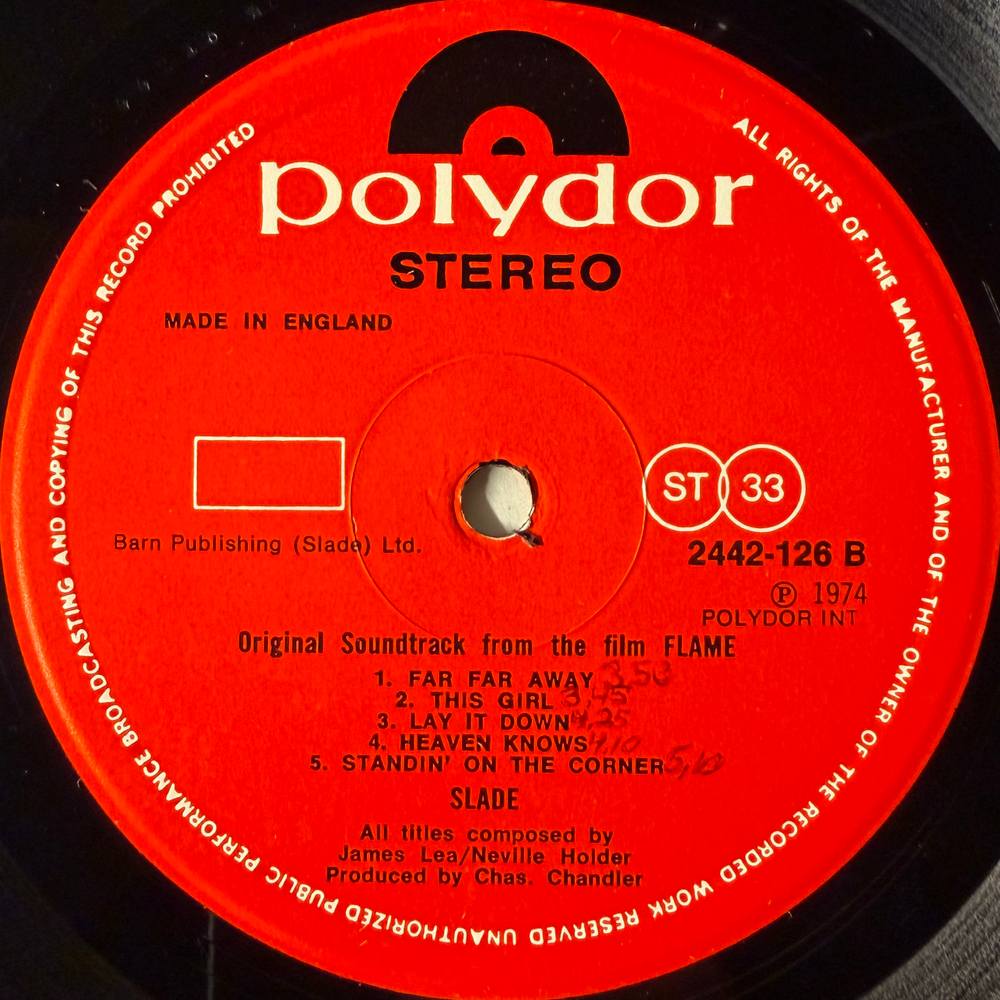 polydor
STEREO
MADE IN ENGLAND
ST 33
Barn Publishing (Slade) Ltd.
2442-126 B
Ⓟ 1974
POLYDOR INT
Original Soundtrack from the film FLAME
1. FAR FAR AWAY 3,53
2. THIS GIRL 3,45
3. LAY IT DOWN 4,25
4. HEAVEN KNOWS 4,10
5. STANDIN' ON THE CORNER 5,10
SLADE
All titles composed by
James Lea/Neville Holder
Produced by Chas. Chandler
ALL RIGHTS OF THE MANUFACTURER AND OF THE OWNER OF THE RECORDED WORK RESERVED UNAUTHORIZED PUBLIC PERFORMANCE BROADCASTING AND COPYING OF THIS RECORD PROHIBITED